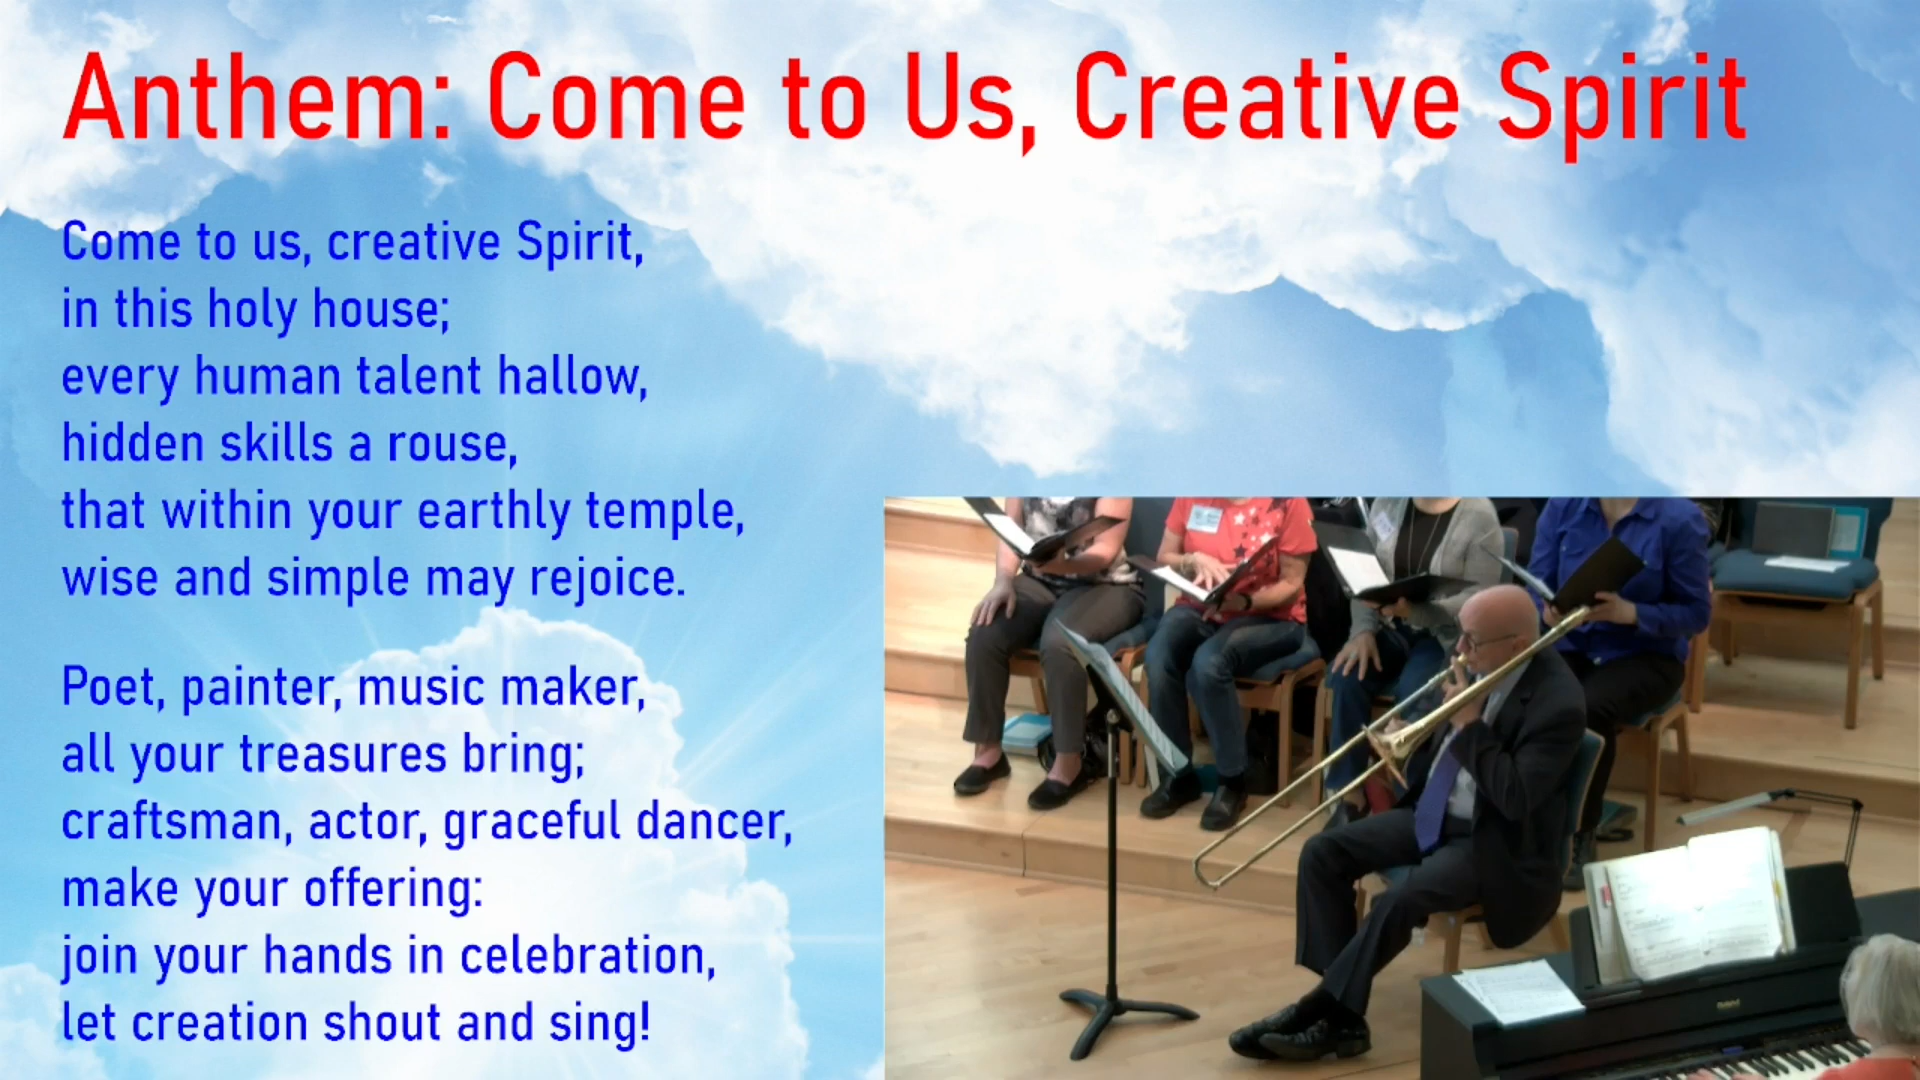 Anthem: Come to Us, Creative Spirit
Come to us, creative Spirit,
in this holy house;
every human talent hallow,
hidden skills a rouse,
that within your earthly temple,
wise and simple may rejoice.
Poet, painter, music maker,
all your treasures bring;
craftsman, actor, graceful dancer,
make your offering:
join your hands in celebration,
let creation shout and sing!
Roland